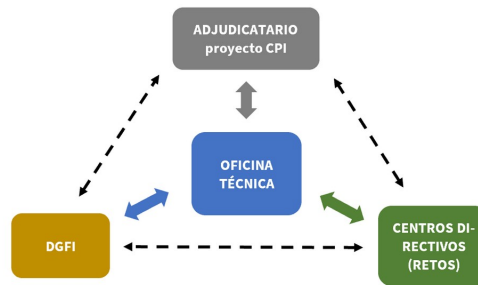 ADJUDICATARIO
proyecto CPI
OFICINA
TÉCNICA
DGFI
CENTROS DI-
RECTIVOS
(RETOS)